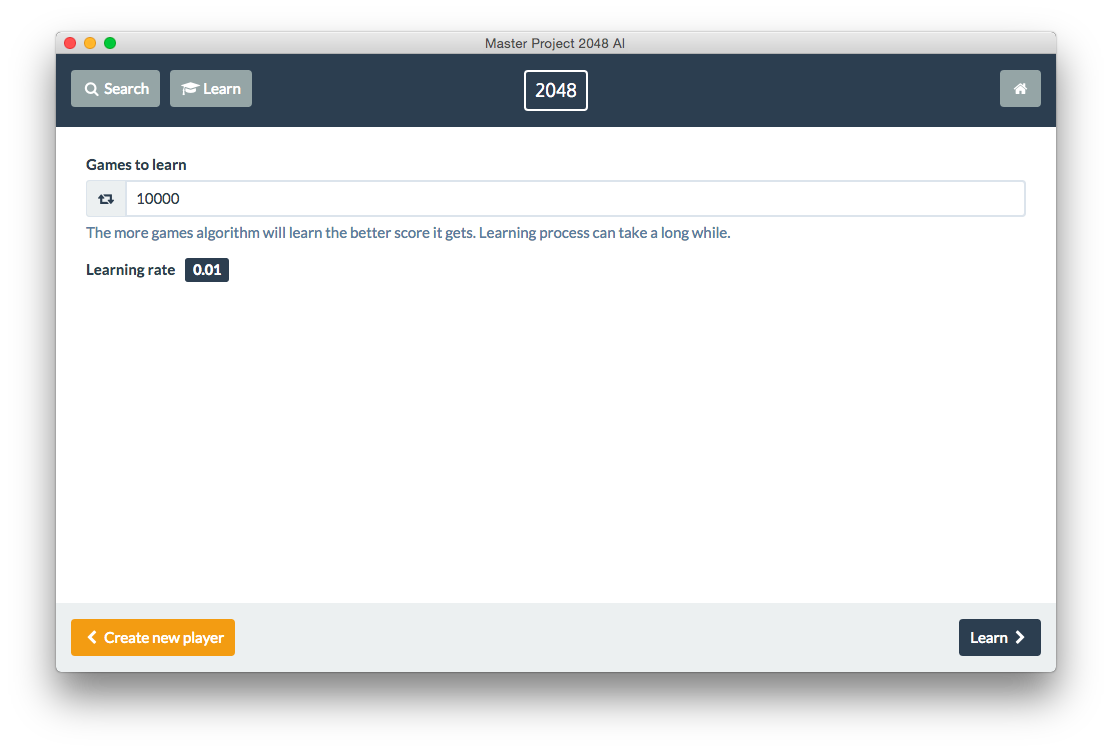 Master Project 2048 AI
Search
Learn
2048
Games to learn
10000
The more games algorithm will learn the better score it gets. Learning process can take a long while.
Learning rate 0.01
Create new player
Learn